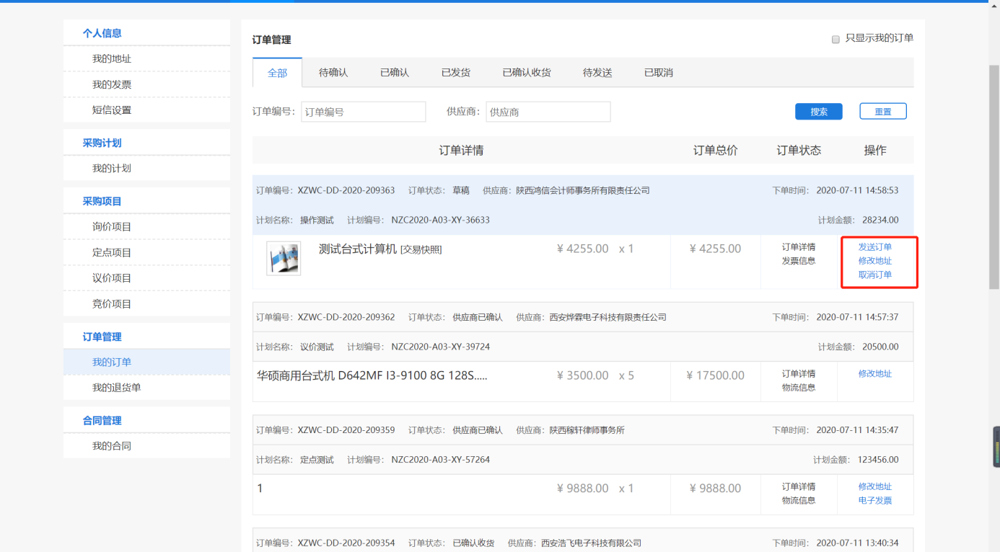 个人信息
我的地址
我的发票
短信设置
采购计划
我的计划
采购项目
询价项目
定点项目
议价项目
竞价项目
订单管理
我的订单
我的退货单
合同管理
我的合同
订单管理 只显示我的订单
全部 待确认 已确认 已发货 已确认收货 待发送 已取消
订单编号: 订单编号 供应商: 供应商 搜索 重置
订单详情 订单总价 订单状态 操作
订单编号: XZWC-DD-2020-209363 订单状态: 草稿 供应商: 陕西鸿信会计师事务所有限责任公司 下单时间: 2020-07-11 14:58:53
计划名称: 操作测试 计划编号: NZC2020-A03-XY-36633 计划金额: 28234.00
测试台式计算机 [交易快照] ¥ 4255.00 x 1 ¥ 4255.00 订单详情 发送订单
发票信息 修改地址
取消订单
订单编号: XZWC-DD-2020-209362 订单状态: 供应商已确认 供应商: 西安烨霖电子科技有限责任公司 下单时间: 2020-07-11 14:57:37
计划名称: 议价测试 计划编号: NZC2020-A03-XY-39724 计划金额: 20500.00
华硕商用台式机 D642MF I3-9100 8G 128S..... ¥ 3500.00 x 5 ¥ 17500.00 订单详情 修改地址
物流信息
订单编号: XZWC-DD-2020-209359 订单状态: 供应商已确认 供应商: 陕西稼轩律师事务所 下单时间: 2020-07-11 14:35:47
计划名称: 定点测试 计划编号: NZC2020-A03-XY-57264 计划金额: 123456.00
1 ¥ 9888.00 x 1 ¥ 9888.00 订单详情 修改地址
物流信息 电子发票
订单编号: XZWC-DD-2020-209354 订单状态: 已确认收货 供应商: 西安浩飞电子科技有限公司 下单时间: 2020-07-11 13:40:34